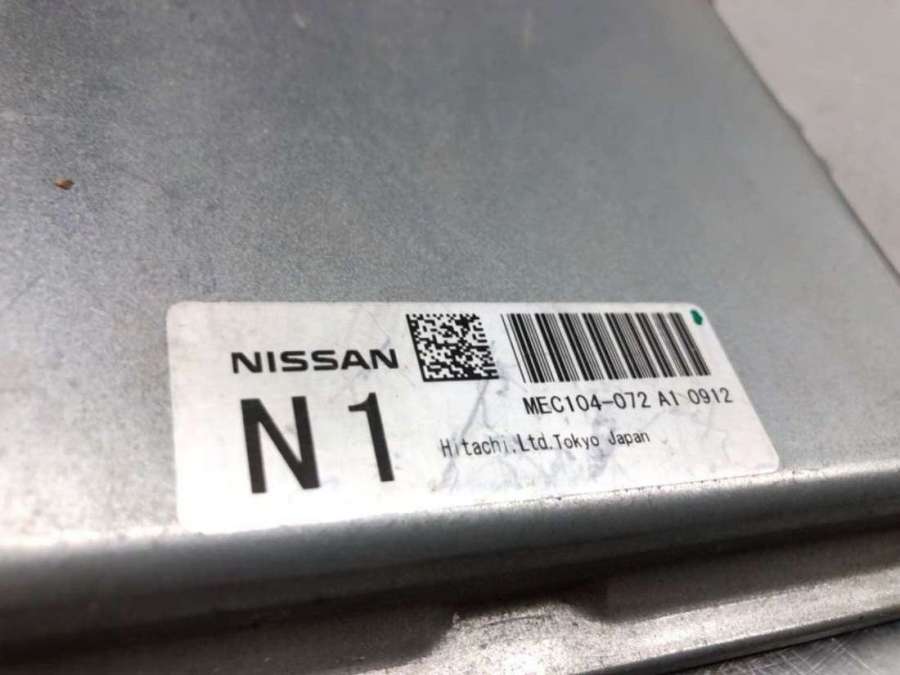 NISSAN
N1
MEC104-072 A1 0912
Hitachi.Ltd.Tokyo Japan